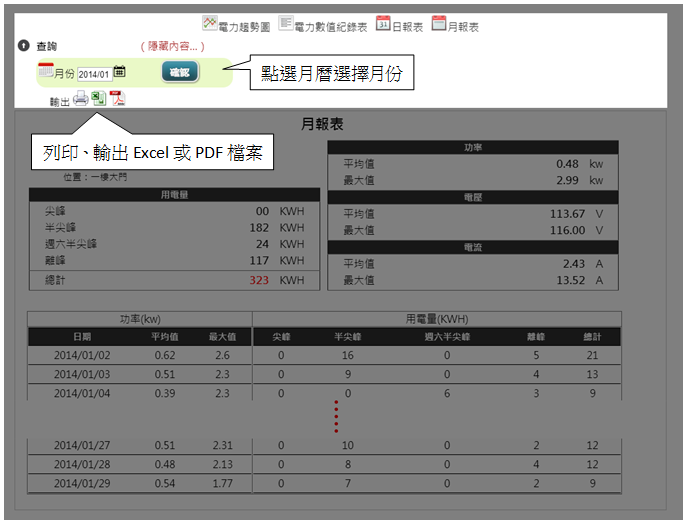 電力趨勢圖 電力數值紀錄表 日報表 月報表
查詢 (隱藏內容...)
月份 2014/01 確認
點選月曆選擇月份
輸出
列印、輸出 Excel 或 PDF 檔案
月報表
位置：一樓大門
用電量
尖峰 00 KWH
半尖峰 182 KWH
週六半尖峰 24 KWH
離峰 117 KWH
總計 323 KWH
功率
平均值 0.48 kw
最大值 2.99 kw
電壓
平均值 113.67 V
最大值 116.00 V
電流
平均值 2.43 A
最大值 13.52 A
功率(kw) 用電量(KWH)
日期 平均值 最大值 尖峰 半尖峰 週六半尖峰 離峰 總計
2014/01/02 0.62 2.6 0 16 0 5 21
2014/01/03 0.51 2.3 0 9 0 4 13
2014/01/04 0.39 2.3 0 0 6 3 9
2014/01/27 0.51 2.31 0 10 0 2 12
2014/01/28 0.48 2.13 0 8 0 4 12
2014/01/29 0.54 1.77 0 7 0 2 9